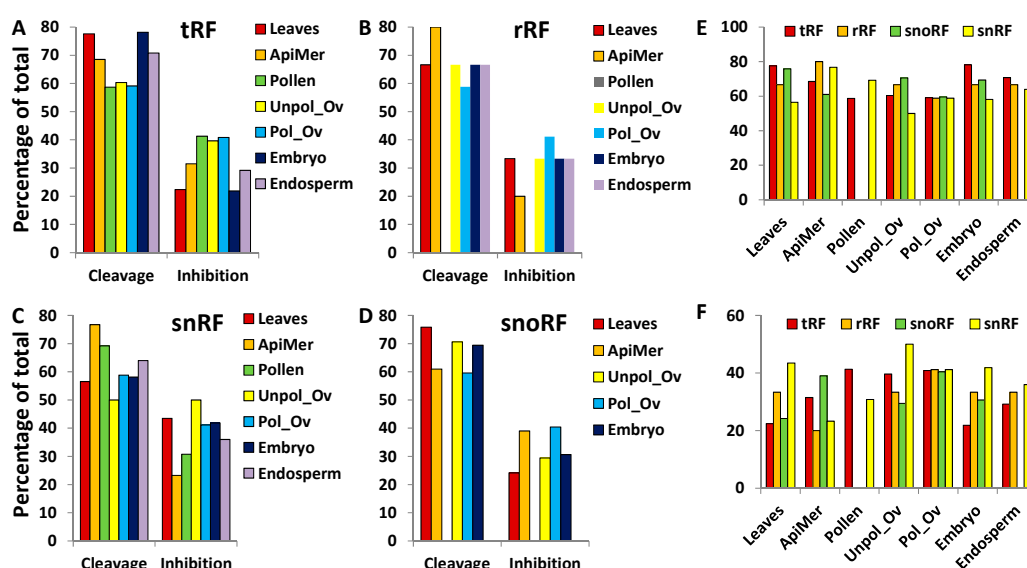 A
tRF
Percentage of total
80
70
60
50
40
30
20
10
0
Cleavage Inhibition
Leaves
ApiMer
Pollen
Unpol_Ov
Pol_Ov
Embryo
Endosperm
B
rRF
80
70
60
50
40
30
20
10
0
Cleavage Inhibition
Leaves
ApiMer
Pollen
Unpol_Ov
Pol_Ov
Embryo
Endosperm
E
tRF rRF snoRF snRF
100
80
60
40
20
0
Leaves
ApiMer
Pollen
Unpol_Ov
Pol_Ov
Embryo
Endosperm
C
snRF
Percentage of total
80
70
60
50
40
30
20
10
0
Cleavage Inhibition
Leaves
ApiMer
Pollen
Unpol_Ov
Pol_Ov
Embryo
Endosperm
D
snoRF
80
70
60
50
40
30
20
10
0
Cleavage Inhibition
Leaves
ApiMer
Unpol_Ov
Pol_Ov
Embryo
F
tRF rRF snoRF snRF
60
40
20
0
Leaves
ApiMer
Pollen
Unpol_Ov
Pol_Ov
Embryo
Endosperm